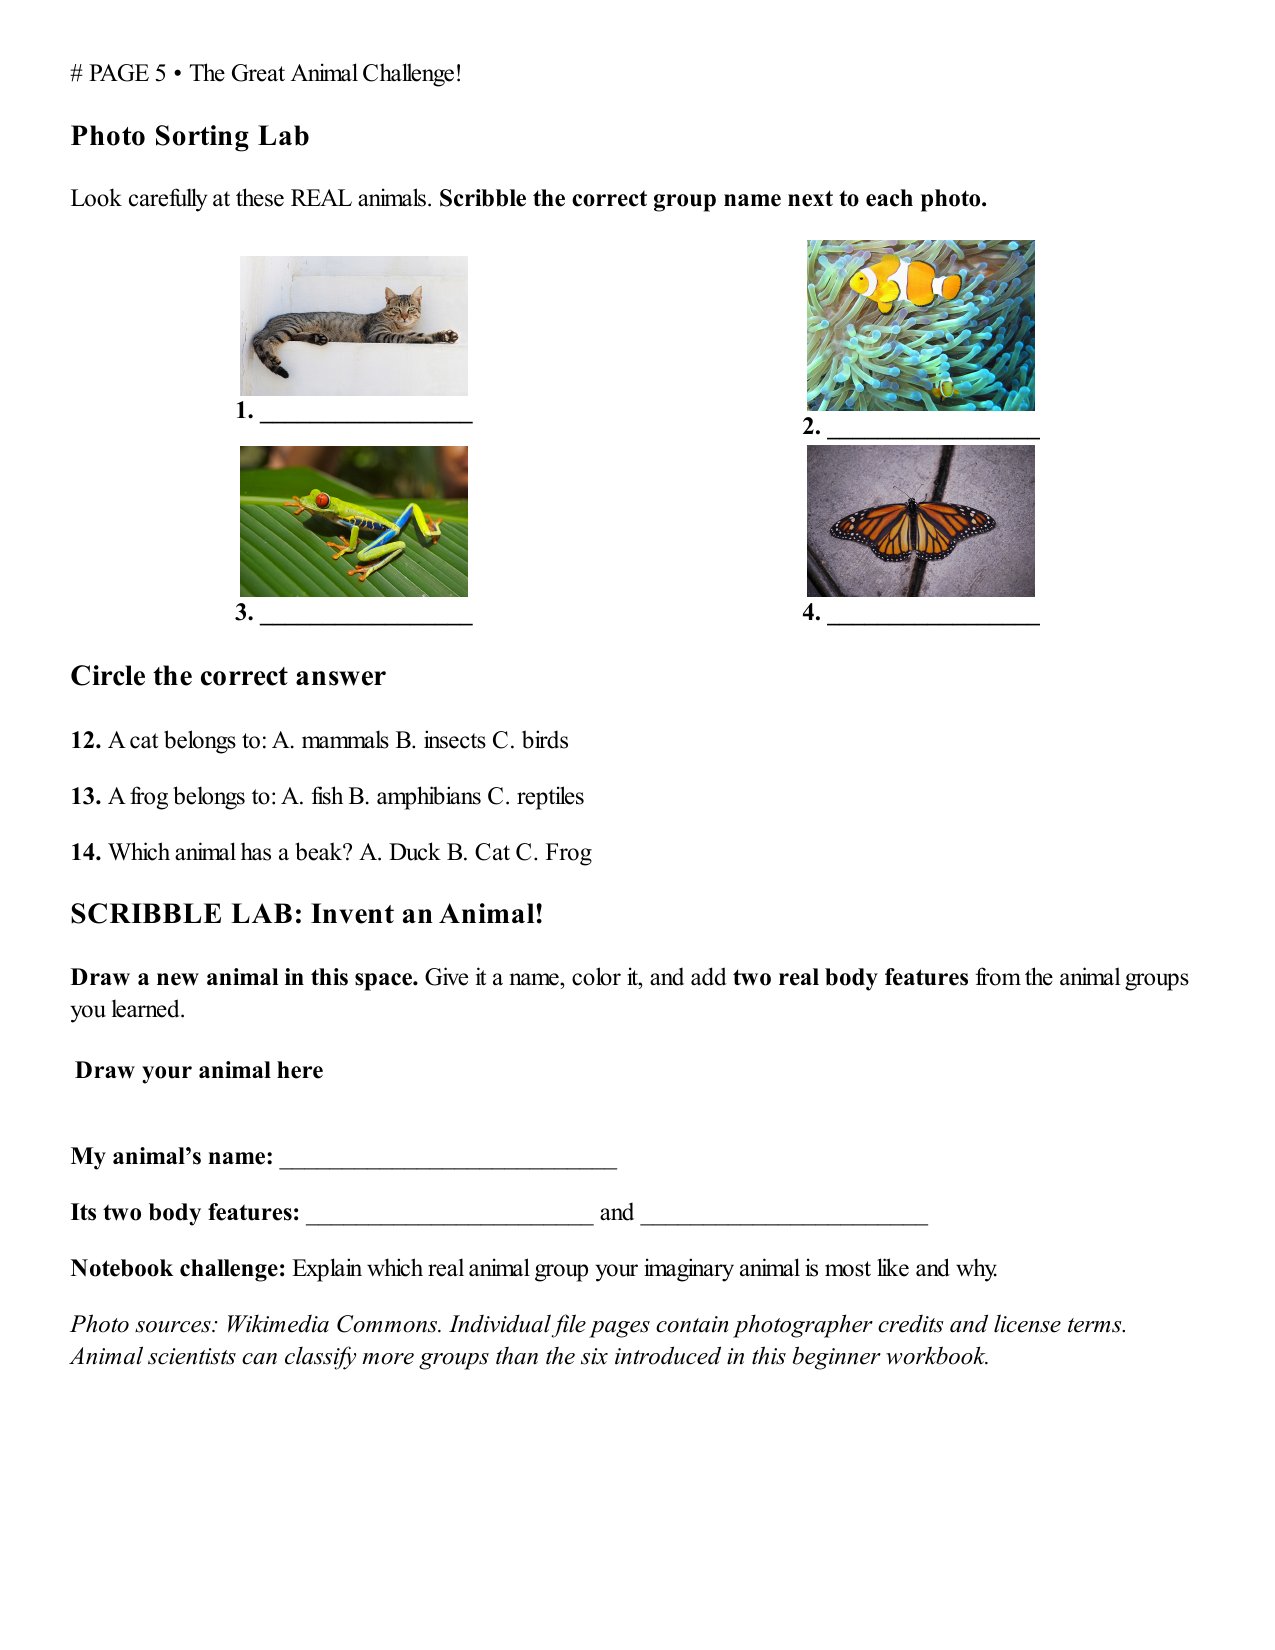 # PAGE 5 • The Great Animal Challenge!
Photo Sorting Lab
Look carefully at these REAL animals. Scribble the correct group name next to each photo.
1. _________________
2. _________________
3. _________________
4. _________________
Circle the correct answer
12. A cat belongs to: A. mammals B. insects C. birds
13. A frog belongs to: A. fish B. amphibians C. reptiles
14. Which animal has a beak? A. Duck B. Cat C. Frog
SCRIBBLE LAB: Invent an Animal!
Draw a new animal in this space. Give it a name, color it, and add two real body features from the animal groups
you learned.
Draw your animal here
My animal’s name: ___________________________
Its two body features: _______________________ and _______________________
Notebook challenge: Explain which real animal group your imaginary animal is most like and why.
Photo sources: Wikimedia Commons. Individual file pages contain photographer credits and license terms.
Animal scientists can classify more groups than the six introduced in this beginner workbook.